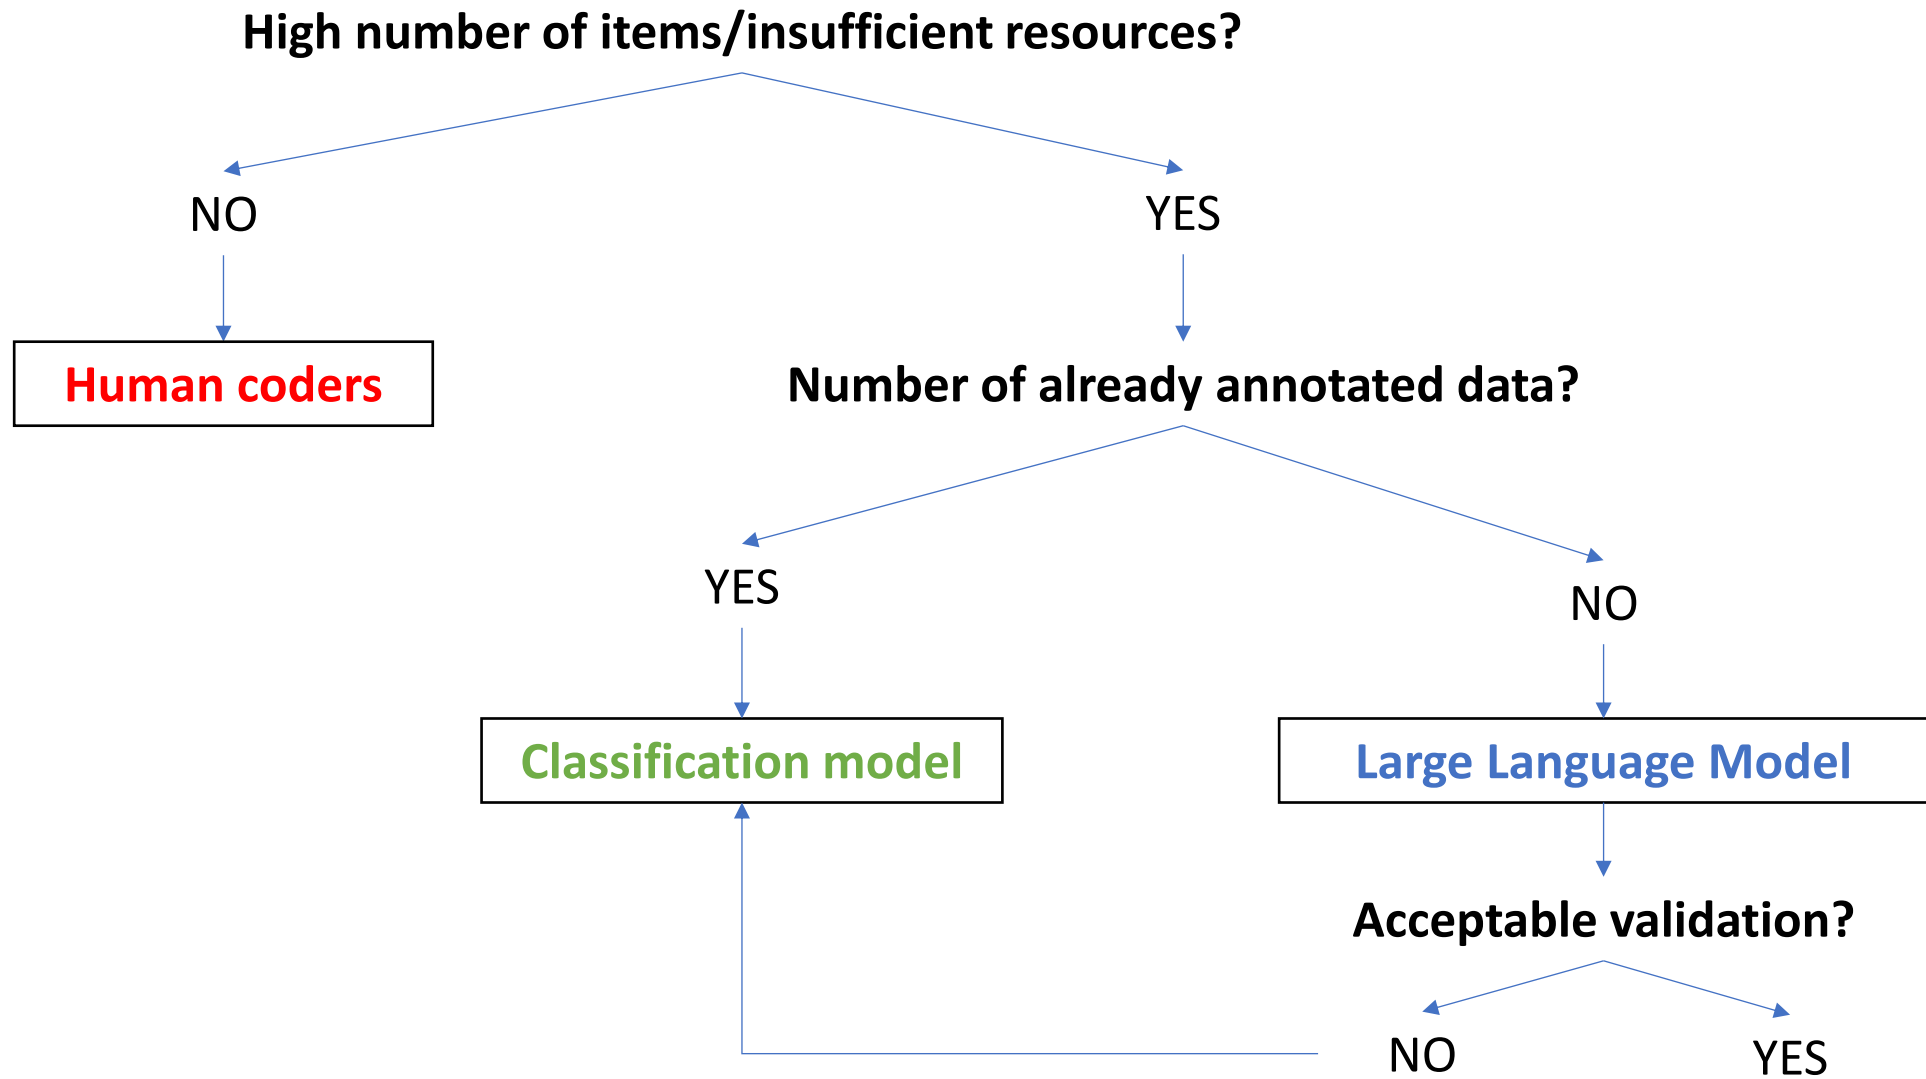 High number of items/insufficient resources?
NO
YES
Human coders
Number of already annotated data?
YES
NO
Classification model
Large Language Model
Acceptable validation?
NO
YES